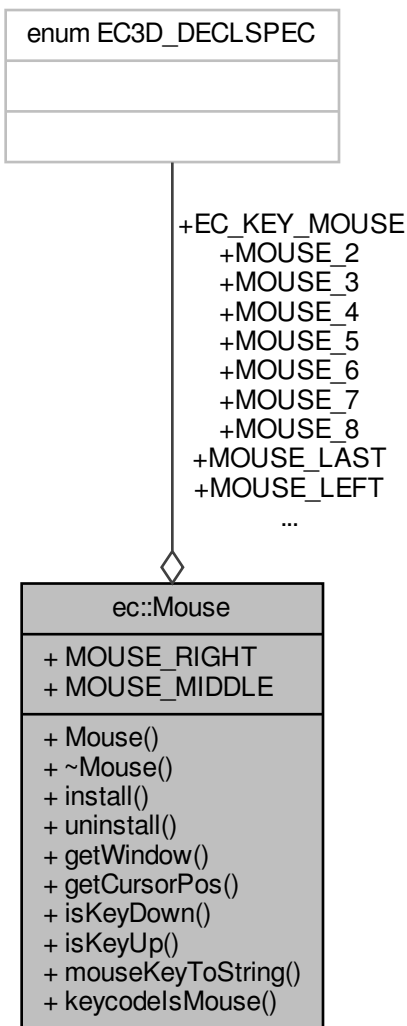 enum EC3D_DECLSPEC
+EC_KEY_MOUSE
+MOUSE_2
+MOUSE_3
+MOUSE_4
+MOUSE_5
+MOUSE_6
+MOUSE_7
+MOUSE_8
+MOUSE_LAST
+MOUSE_LEFT
...
ec::Mouse
+ MOUSE_RIGHT
+ MOUSE_MIDDLE
+ Mouse()
+ ~Mouse()
+ install()
+ uninstall()
+ getWindow()
+ getCursorPos()
+ isKeyDown()
+ isKeyUp()
+ mouseKeyToString()
+ keycodeIsMouse()